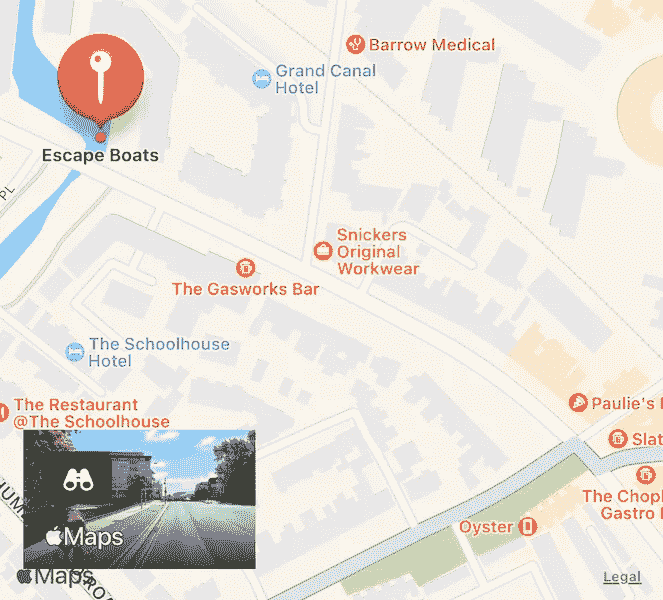 Barrow Medical
Grand Canal
Hotel
Escape Boats
PL
Snickers
Original
Workwear
The Gasworks Bar
The Schoolhouse
Hotel
The Restaurant
@The Schoolhouse
Paulie's
Slat
The Chop
Gastro
Oyster
Maps
Maps
Legal